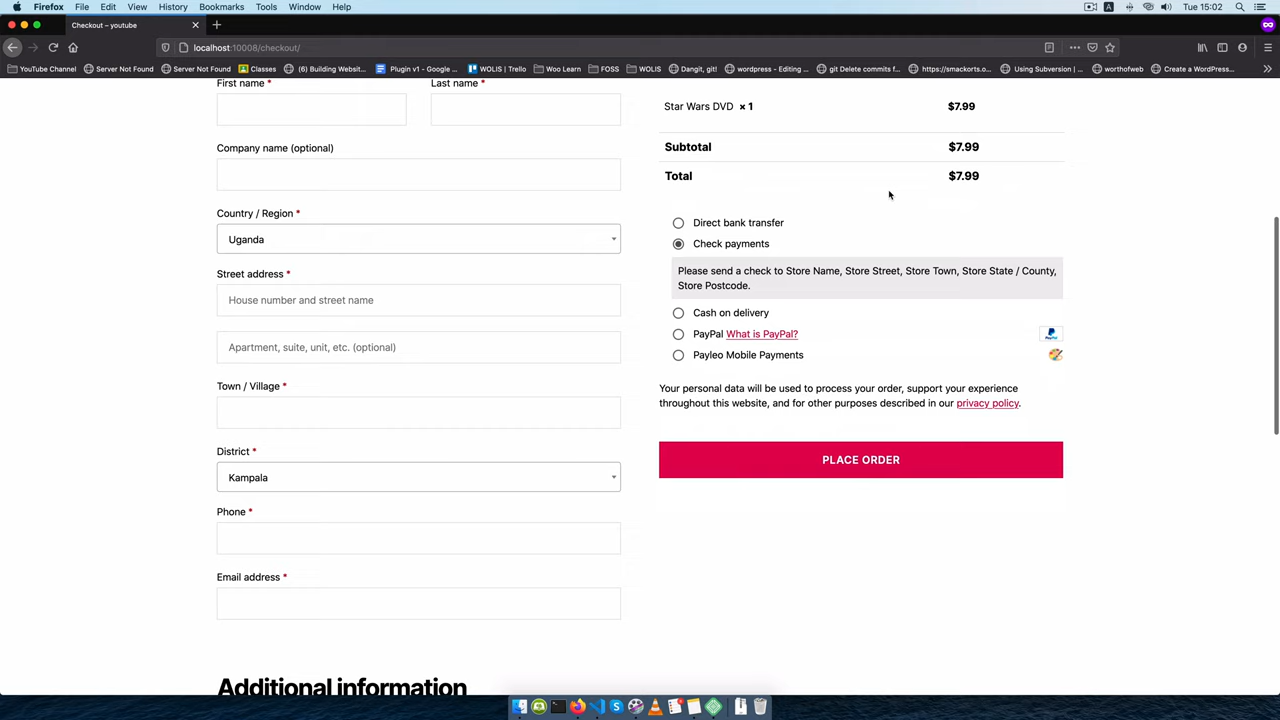 Firefox File Edit View History Bookmarks Tools Window Help
Tue 15:02
Checkout – youtube
localhost:10008/checkout/
YouTube Channel Server Not Found Server Not Found Classes (6) Building Websit... Plugin v1 – Google ... WOLIS | Trello Woo Learn FOSS WOLIS Dangit, git! wordpress - Editing ... git Delete commits f... https://smackorts.o... Using Subversion | ... worthofweb Create a WordPress...
First name *
Last name *
Company name (optional)
Country / Region *
Uganda
Street address *
House number and street name
Apartment, suite, unit, etc. (optional)
Town / Village *
District *
Kampala
Phone *
Email address *
Additional information
Star Wars DVD × 1 $7.99
Subtotal $7.99
Total $7.99
Direct bank transfer
Check payments
Please send a check to Store Name, Store Street, Store Town, Store State / County,
Store Postcode.
Cash on delivery
PayPal What is PayPal?
Payleo Mobile Payments
Your personal data will be used to process your order, support your experience
throughout this website, and for other purposes described in our privacy policy.
PLACE ORDER